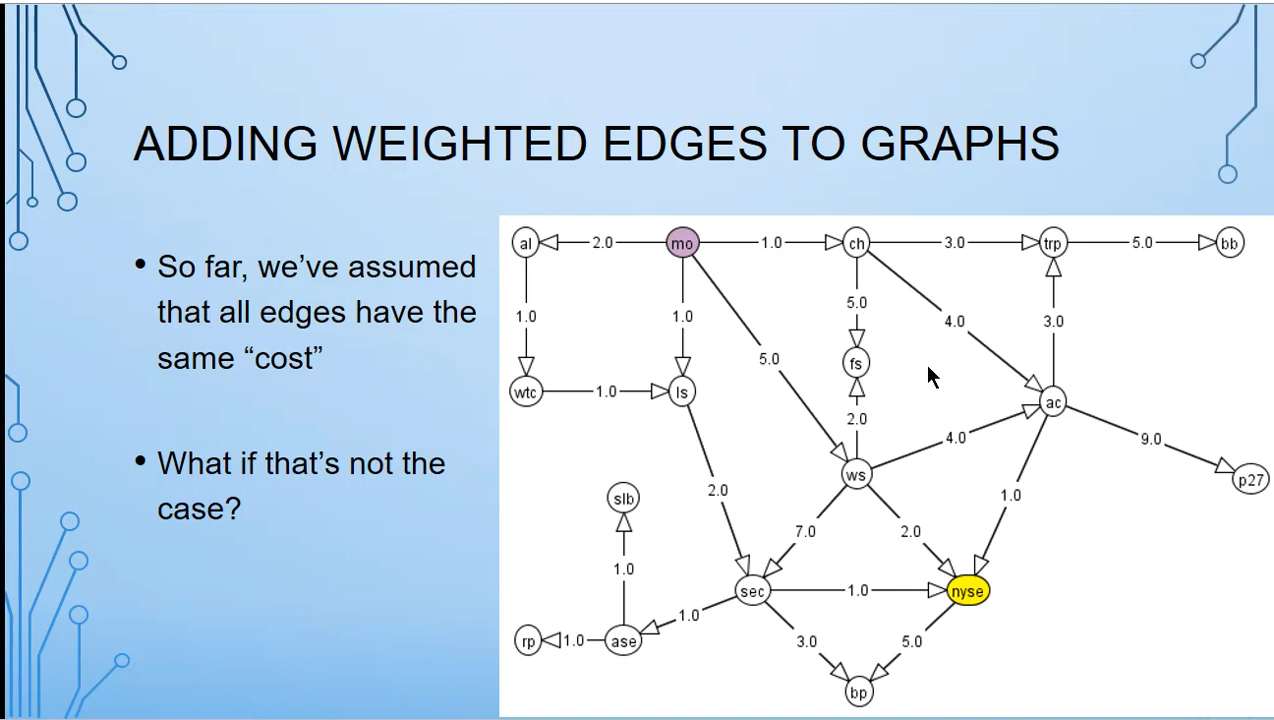 ADDING WEIGHTED EDGES TO GRAPHS
• So far, we’ve assumed
that all edges have the
same “cost”
• What if that’s not the
case?
al 2.0 mo 1.0 ch 3.0 trp 5.0 bb
1.0 1.0 5.0 4.0 3.0
5.0
fs
wtc 1.0 ls ac
2.0
4.0 9.0
ws p27
slb 2.0 1.0
7.0 2.0
1.0
sec 1.0 nyse
1.0
rp 1.0 ase 3.0 5.0
bp